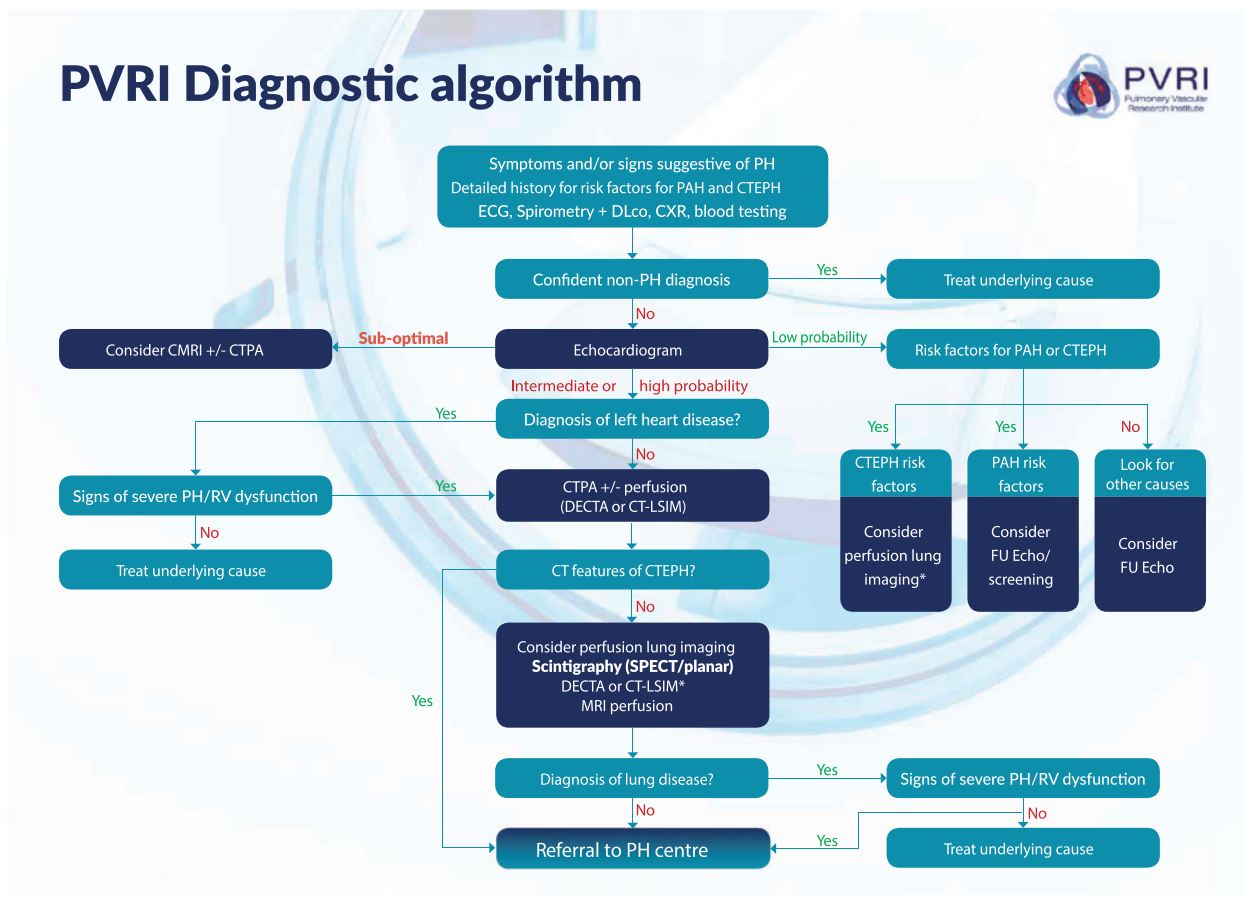 PVRI Diagnostic algorithm
PVRI
Pulmonary Vascular
Research Institute
Symptoms and/or signs suggestive of PH
Detailed history for risk factors for PAH and CTEPH
ECG, Spirometry + DLco, CXR, blood testing
Confident non-PH diagnosis
Yes
Treat underlying cause
No
Consider CMRI +/- CTPA
Sub-optimal
Echocardiogram
Low probability
Risk factors for PAH or CTEPH
Intermediate or high probability
Yes
Diagnosis of left heart disease?
Yes
Yes
No
No
CTEPH risk
factors
Consider
perfusion lung
imaging*
PAH risk
factors
Consider
FU Echo/
screening
Look for
other causes
Consider
FU Echo
Signs of severe PH/RV dysfunction
Yes
CTPA +/- perfusion
(DECTA or CT-LSIM)
No
Treat underlying cause
CT features of CTEPH?
No
Consider perfusion lung imaging
Scintigraphy (SPECT/planar)
DECTA or CT-LSIM*
MRI perfusion
Yes
Diagnosis of lung disease?
Yes
Signs of severe PH/RV dysfunction
No
No
Referral to PH centre
Yes
Treat underlying cause